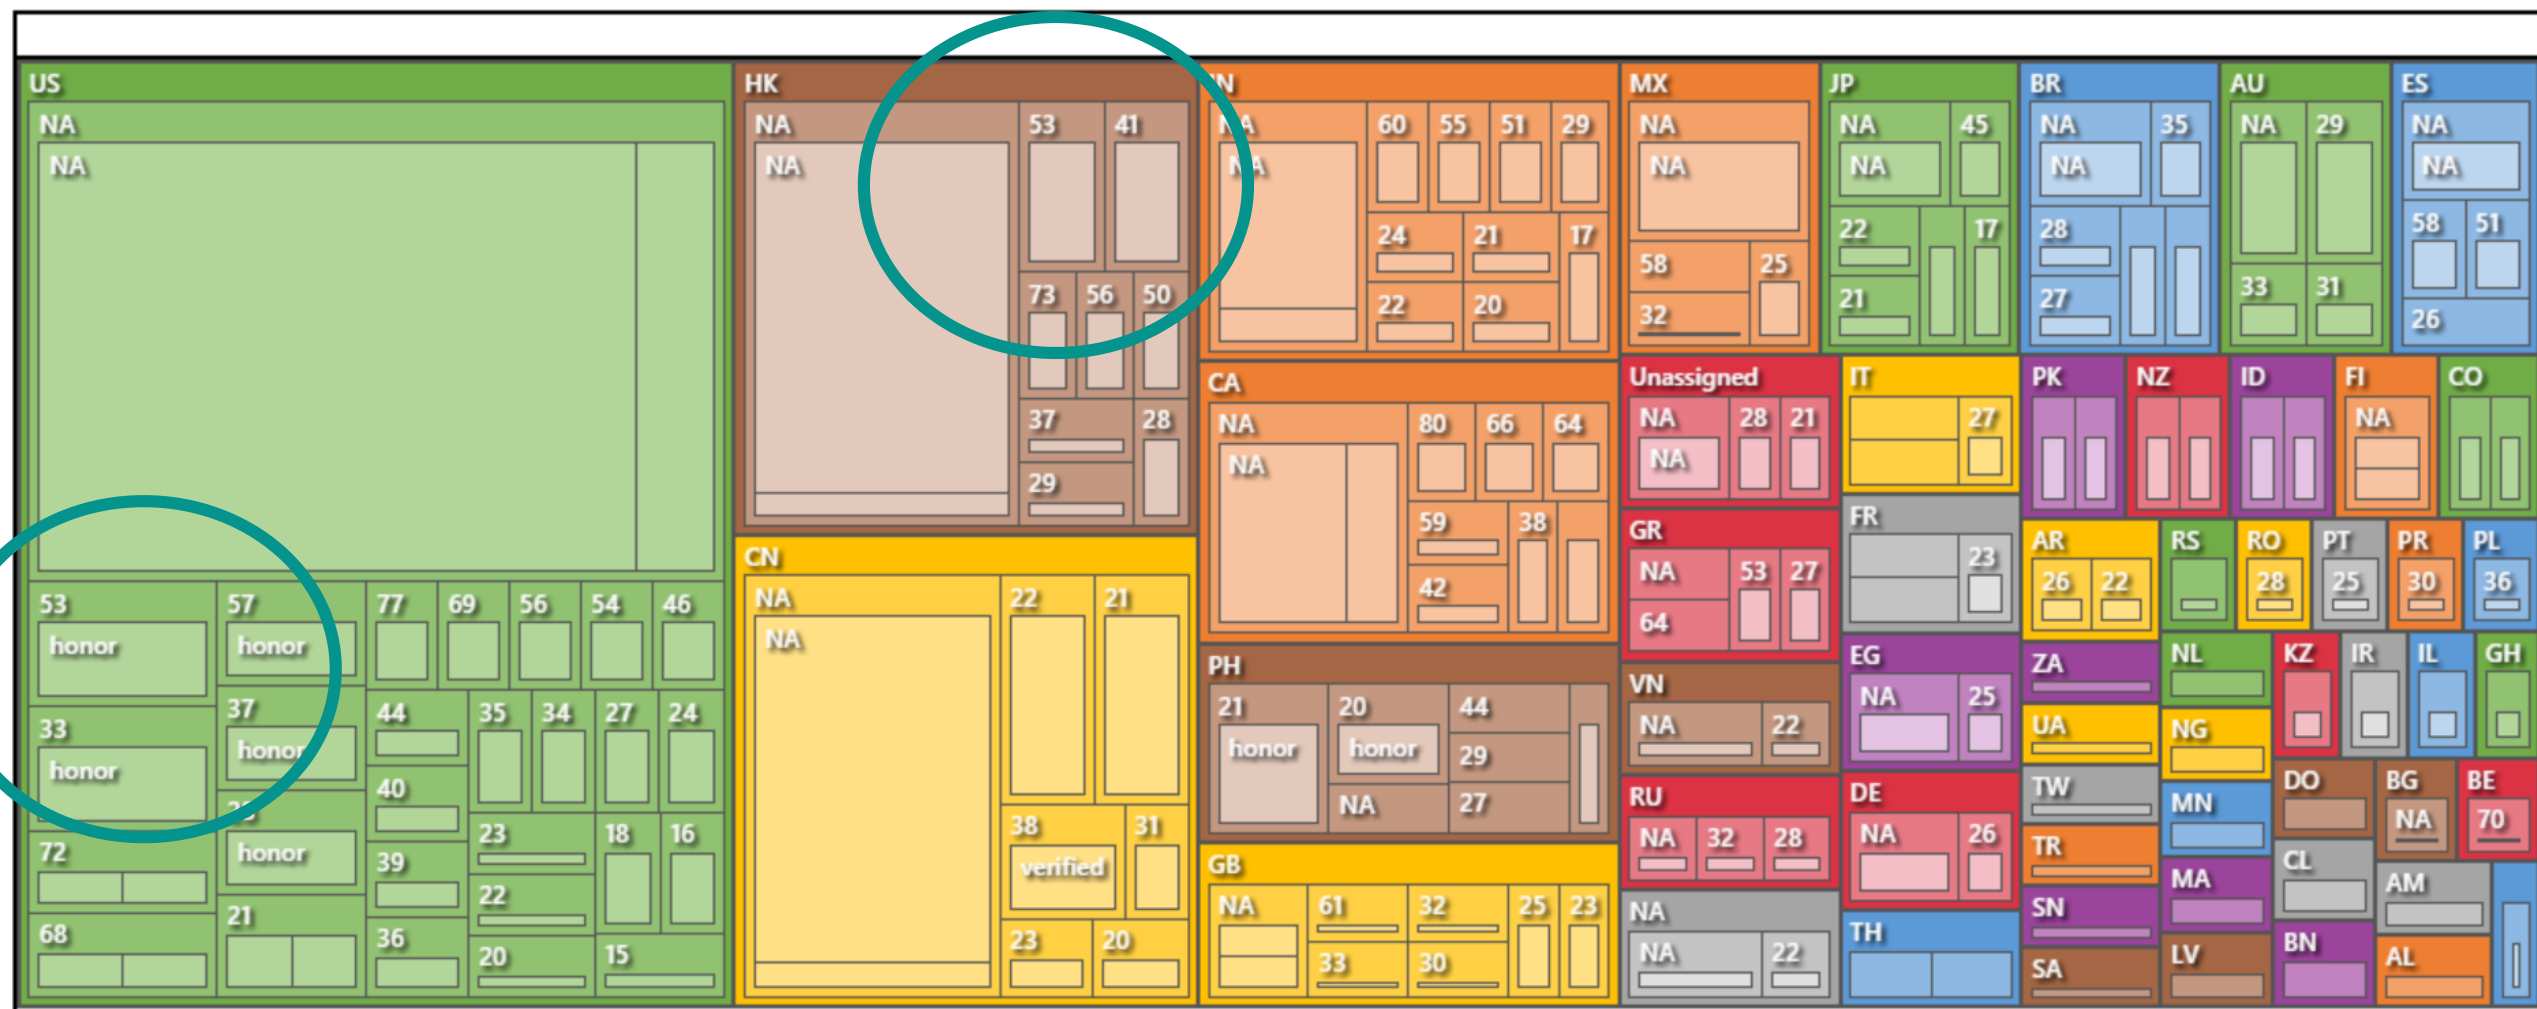 US
NA
NA
53
honor
57
honor
77
69
56
54
46
33
honor
37
honor
44
35
34
27
24
40
72
honor
39
23
18
16
22
68
21
36
20
15
HK
NA
NA
53
41
73
56
50
37
28
29
CN
NA
NA
22
21
38
verified
31
23
20
IN
NA
NA
60
55
51
29
24
21
17
22
20
CA
NA
NA
80
66
64
59
38
42
PH
21
honor
20
honor
44
29
NA
27
GB
NA
61
32
25
23
33
30
MX
NA
NA
58
25
32
JP
NA
45
NA
22
17
21
BR
NA
35
NA
28
27
AU
NA
29
33
31
ES
NA
NA
58
51
26
Unassigned
NA
28
21
NA
GR
NA
53
27
64
VN
NA
22
RU
NA
32
28
NA
NA
22
IT
27
FR
23
EG
NA
25
DE
NA
26
TH
PK
NZ
ID
FI
NA
CO
AR
26
22
RS
RO
28
PT
25
PR
30
PL
36
ZA
UA
TW
TR
SN
SA
NL
NG
MN
MA
LV
KZ
IR
IL
GH
DO
BG
NA
BE
70
CL
AM
BN
AL